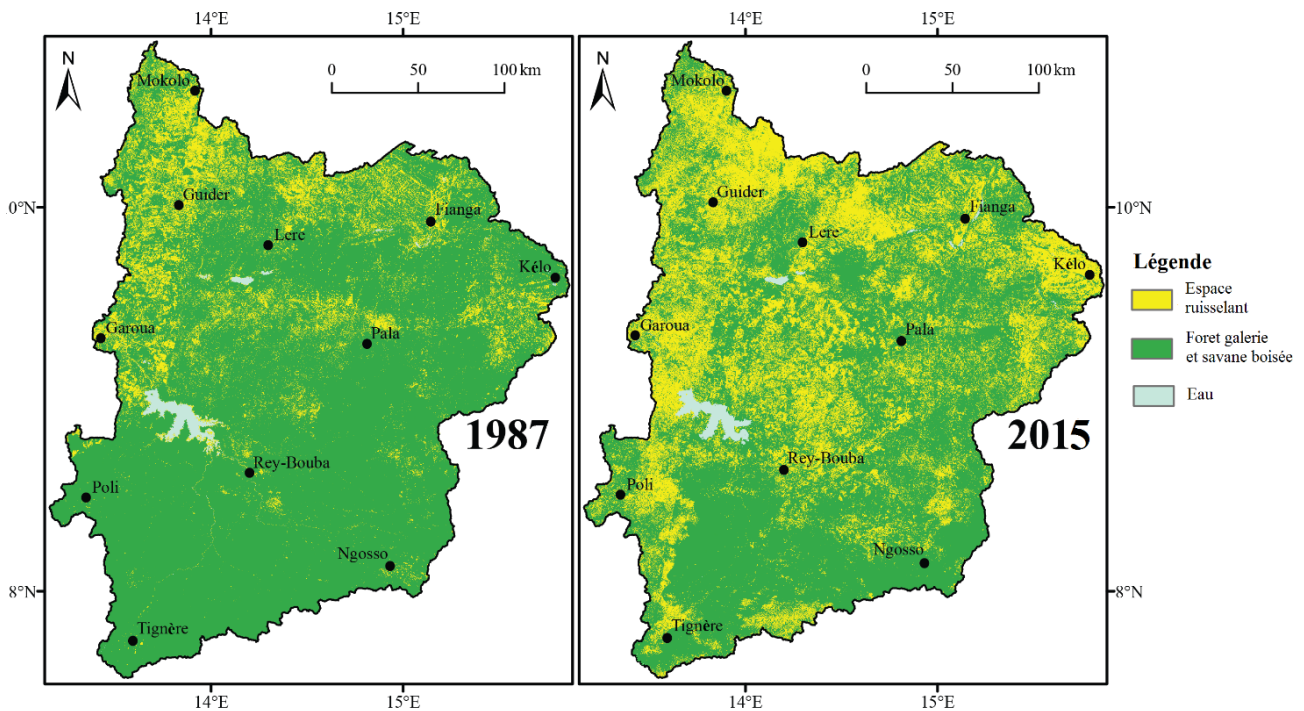 14°E
15°E
14°E
15°E
N
0
50
100 km
Mokolo
Guider
0°N
Fianga
Lere
Kélo
Garoua
Pala
1987
Rey-Bouba
Poli
Ngosso
8°N
Tignère
14°E
15°E
N
0
50
100 km
Mokolo
Guider
10°N
Fianga
Lere
Kélo
Garoua
Pala
2015
Rey-Bouba
Poli
Ngosso
8°N
Tignère
14°E
15°E
Légende
Espace
ruisselant
Foret galerie
et savane boisée
Eau